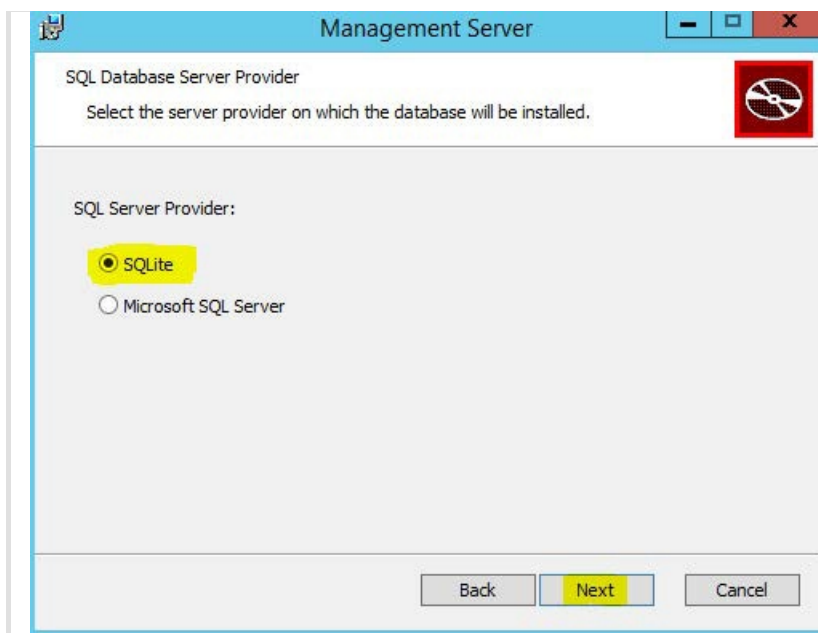 Management Server
SQL Database Server Provider
Select the server provider on which the database will be installed.
SQL Server Provider:
SQLite
Microsoft SQL Server
Back Next Cancel